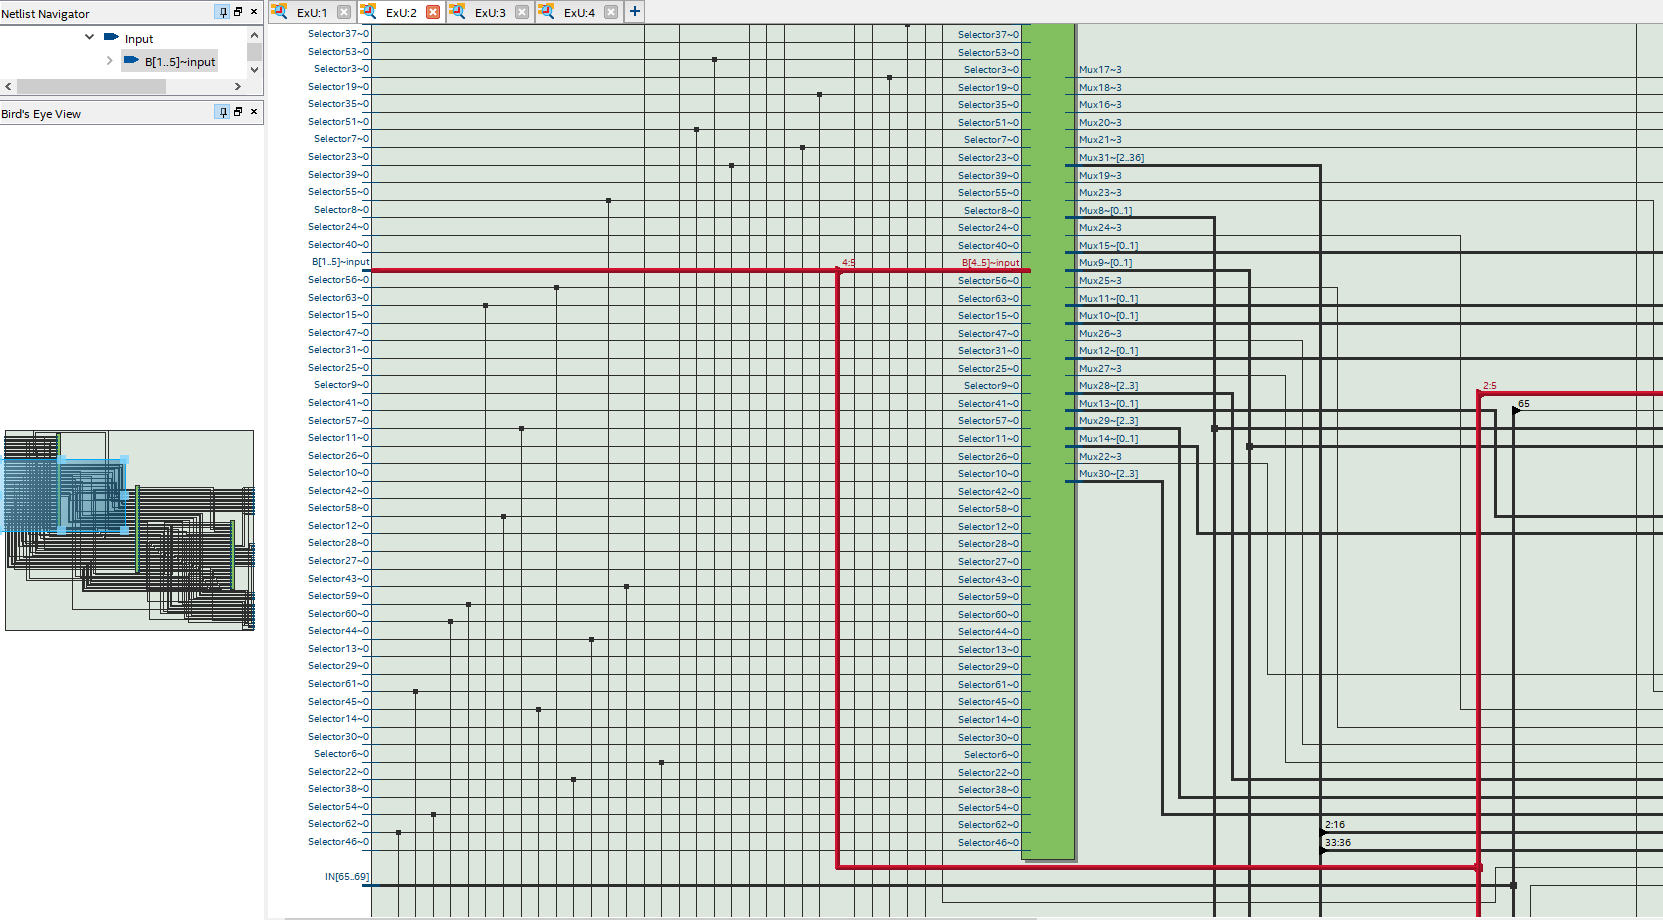 Netlist Navigator
Input
B[1..5]~input
Bird's Eye View
ExU:1
ExU:2
ExU:3
ExU:4
+
Selector37~0
Selector53~0
Selector3~0
Selector19~0
Selector35~0
Selector51~0
Selector7~0
Selector23~0
Selector39~0
Selector55~0
Selector8~0
Selector24~0
Selector40~0
B[1..5]~input
Selector56~0
Selector63~0
Selector15~0
Selector47~0
Selector31~0
Selector25~0
Selector9~0
Selector41~0
Selector57~0
Selector11~0
Selector26~0
Selector10~0
Selector42~0
Selector58~0
Selector12~0
Selector28~0
Selector27~0
Selector43~0
Selector59~0
Selector60~0
Selector44~0
Selector13~0
Selector29~0
Selector61~0
Selector45~0
Selector14~0
Selector30~0
Selector6~0
Selector22~0
Selector38~0
Selector54~0
Selector62~0
Selector46~0
IN[65..69]
4:5
Selector37~0
Selector53~0
Selector3~0
Selector19~0
Selector35~0
Selector51~0
Selector7~0
Selector23~0
Selector39~0
Selector55~0
Selector8~0
Selector24~0
Selector40~0
B[4..5]~input
Selector56~0
Selector63~0
Selector15~0
Selector47~0
Selector31~0
Selector25~0
Selector9~0
Selector41~0
Selector57~0
Selector11~0
Selector26~0
Selector10~0
Selector42~0
Selector58~0
Selector12~0
Selector28~0
Selector27~0
Selector43~0
Selector59~0
Selector60~0
Selector44~0
Selector13~0
Selector29~0
Selector61~0
Selector45~0
Selector14~0
Selector30~0
Selector6~0
Selector22~0
Selector38~0
Selector54~0
Selector62~0
Selector46~0
Mux17~3
Mux18~3
Mux16~3
Mux20~3
Mux21~3
Mux31~[2..36]
Mux19~3
Mux23~3
Mux8~[0..1]
Mux24~3
Mux15~[0..1]
Mux9~[0..1]
Mux25~3
Mux11~[0..1]
Mux10~[0..1]
Mux26~3
Mux12~[0..1]
Mux27~3
Mux28~[2..3]
Mux13~[0..1]
Mux29~[2..3]
Mux14~[0..1]
Mux22~3
Mux30~[2..3]
2:5
65
2:16
33:36